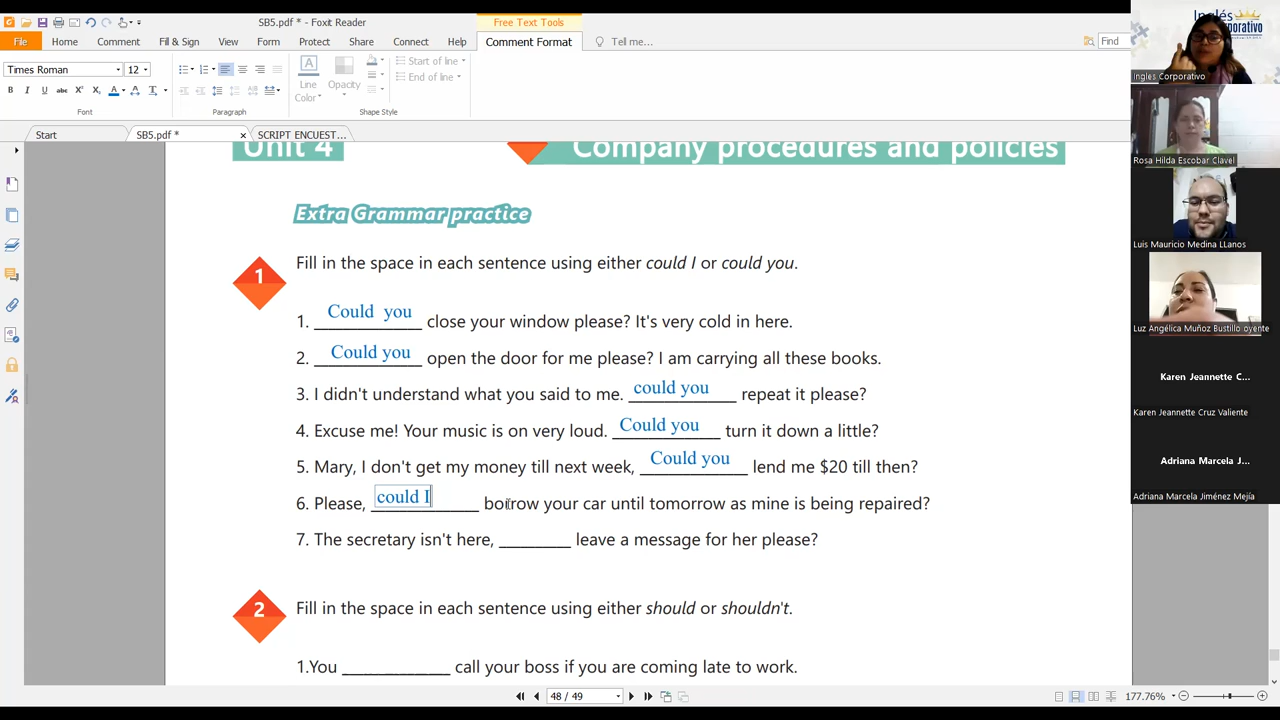 SB5.pdf * - Foxit Reader
Free Text Tools
File Home Comment Fill & Sign View Form Protect Share Connect Help Comment Format Tell me... Find
Times Roman 12
Line Color Opacity
Start of line
End of line
Font Paragraph Shape Style
Start SB5.pdf * SCRIPT ENCUEST...
Unit 4 Company procedures and policies
Extra Grammar practice
1 Fill in the space in each sentence using either could I or could you.
1. Could you close your window please? It's very cold in here.
2. Could you open the door for me please? I am carrying all these books.
3. I didn't understand what you said to me. could you repeat it please?
4. Excuse me! Your music is on very loud. Could you turn it down a little?
5. Mary, I don't get my money till next week, Could you lend me $20 till then?
6. Please, could I borrow your car until tomorrow as mine is being repaired?
7. The secretary isn't here, _________ leave a message for her please?
2 Fill in the space in each sentence using either should or shouldn't.
1.You ____________ call your boss if you are coming late to work.
48 / 49
177.76%
Inglés
Corporativo
Ingles Corporativo
Rosa Hilda Escobar Clavel
Luis Mauricio Medina LLanos
Luz Angélica Muñoz Bustillo oyente
Karen Jeannette C...
Karen Jeannette Cruz Valiente
Adriana Marcela J...
Adriana Marcela Jiménez Mejía